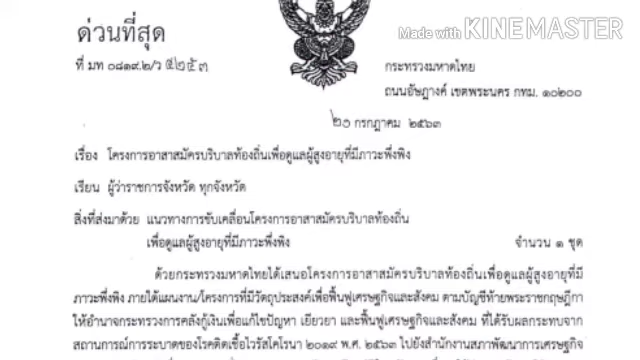 Made with KINEMASTER
ด่วนที่สุด
ที่ มท ๐๘๑๙.๒/ว ๕๒๕๓
กระทรวงมหาดไทย
ถนนอัษฎางค์ เขตพระนคร กทม. ๑๐๒๐๐
๒๐ กรกฎาคม ๒๕๖๓
เรื่อง โครงการอาสาสมัครบริบาลท้องถิ่นเพื่อดูแลผู้สูงอายุที่มีภาวะพึ่งพิง
เรียน ผู้ว่าราชการจังหวัด ทุกจังหวัด
สิ่งที่ส่งมาด้วย แนวทางการขับเคลื่อนโครงการอาสาสมัครบริบาลท้องถิ่น
เพื่อดูแลผู้สูงอายุที่มีภาวะพึ่งพิง จำนวน ๑ ชุด
ด้วยกระทรวงมหาดไทยได้เสนอโครงการอาสาสมัครบริบาลท้องถิ่นเพื่อดูแลผู้สูงอายุที่มี
ภาวะพึ่งพิง ภายใต้แผนงาน/โครงการที่มีวัตถุประสงค์เพื่อฟื้นฟูเศรษฐกิจและสังคม ตามบัญชีท้ายพระราชกฤษฎีกา
ให้อำนาจกระทรวงการคลังกู้เงินเพื่อแก้ไขปัญหา เยียวยา และฟื้นฟูเศรษฐกิจและสังคม ที่ได้รับผลกระทบจาก
สถานการณ์การระบาดของโรคติดเชื้อไวรัสโคโรนา ๒๐๑๙ พ.ศ. ๒๕๖๓ ไปยังสำนักงานสภาพัฒนาการเศรษฐกิจ